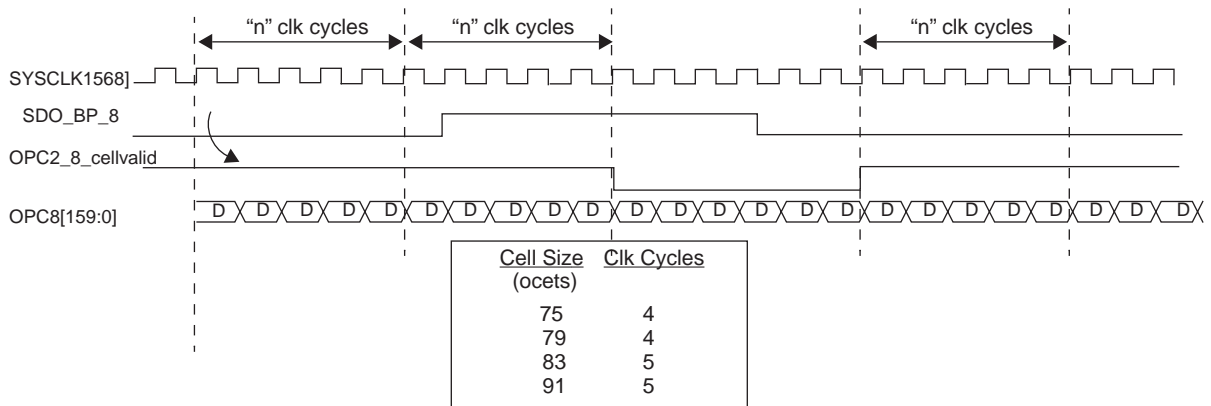 "n" clk cycles "n" clk cycles "n" clk cycles
SYSCLK1568]
SDO_BP_8
OPC2_8_cellvalid
OPC8[159:0] D D D D D D D D D D D D D D D D D D D D D D D D
Cell Size Clk Cycles
(ocets)
75 4
79 4
83 5
91 5